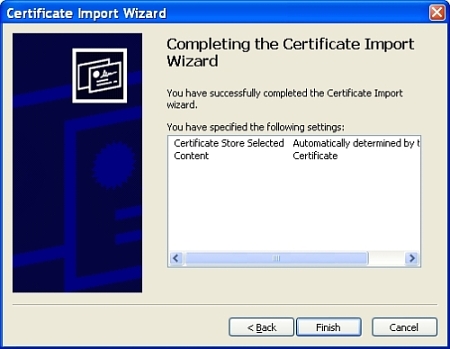 Certificate Import Wizard
Completing the Certificate Import
Wizard
You have successfully completed the Certificate Import
wizard.
You have specified the following settings:
Certificate Store Selected Automatically determined by t
Content Certificate
< Back Finish Cancel